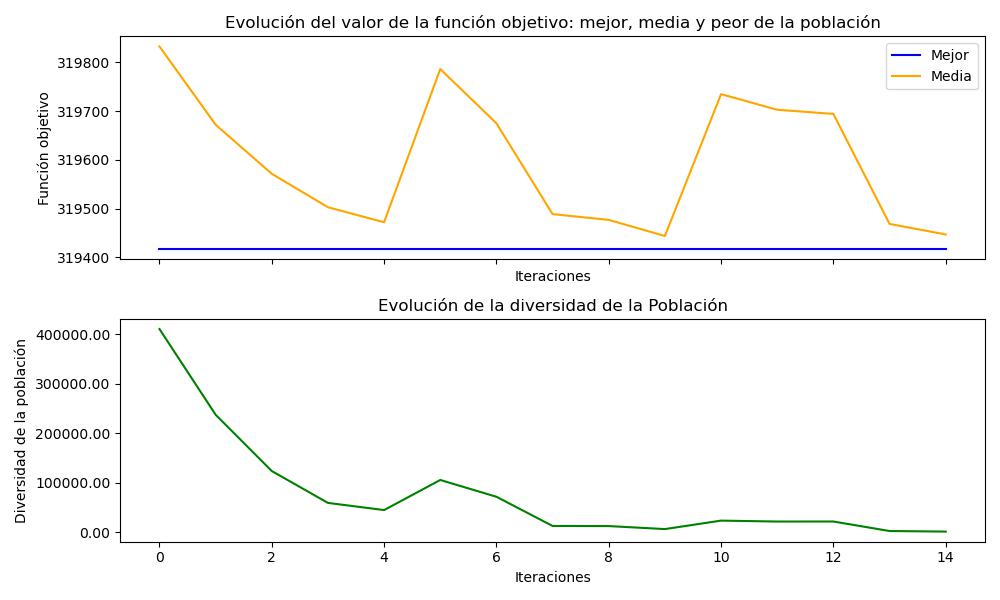 Evolución del valor de la función objetivo: mejor, media y peor de la población
Función objetivo
319800
319700
319600
319500
319400
Mejor
Media
Iteraciones
Evolución de la diversidad de la Población
Diversidad de la población
400000.00
300000.00
200000.00
100000.00
0.00
0 2 4 6 8 10 12 14
Iteraciones